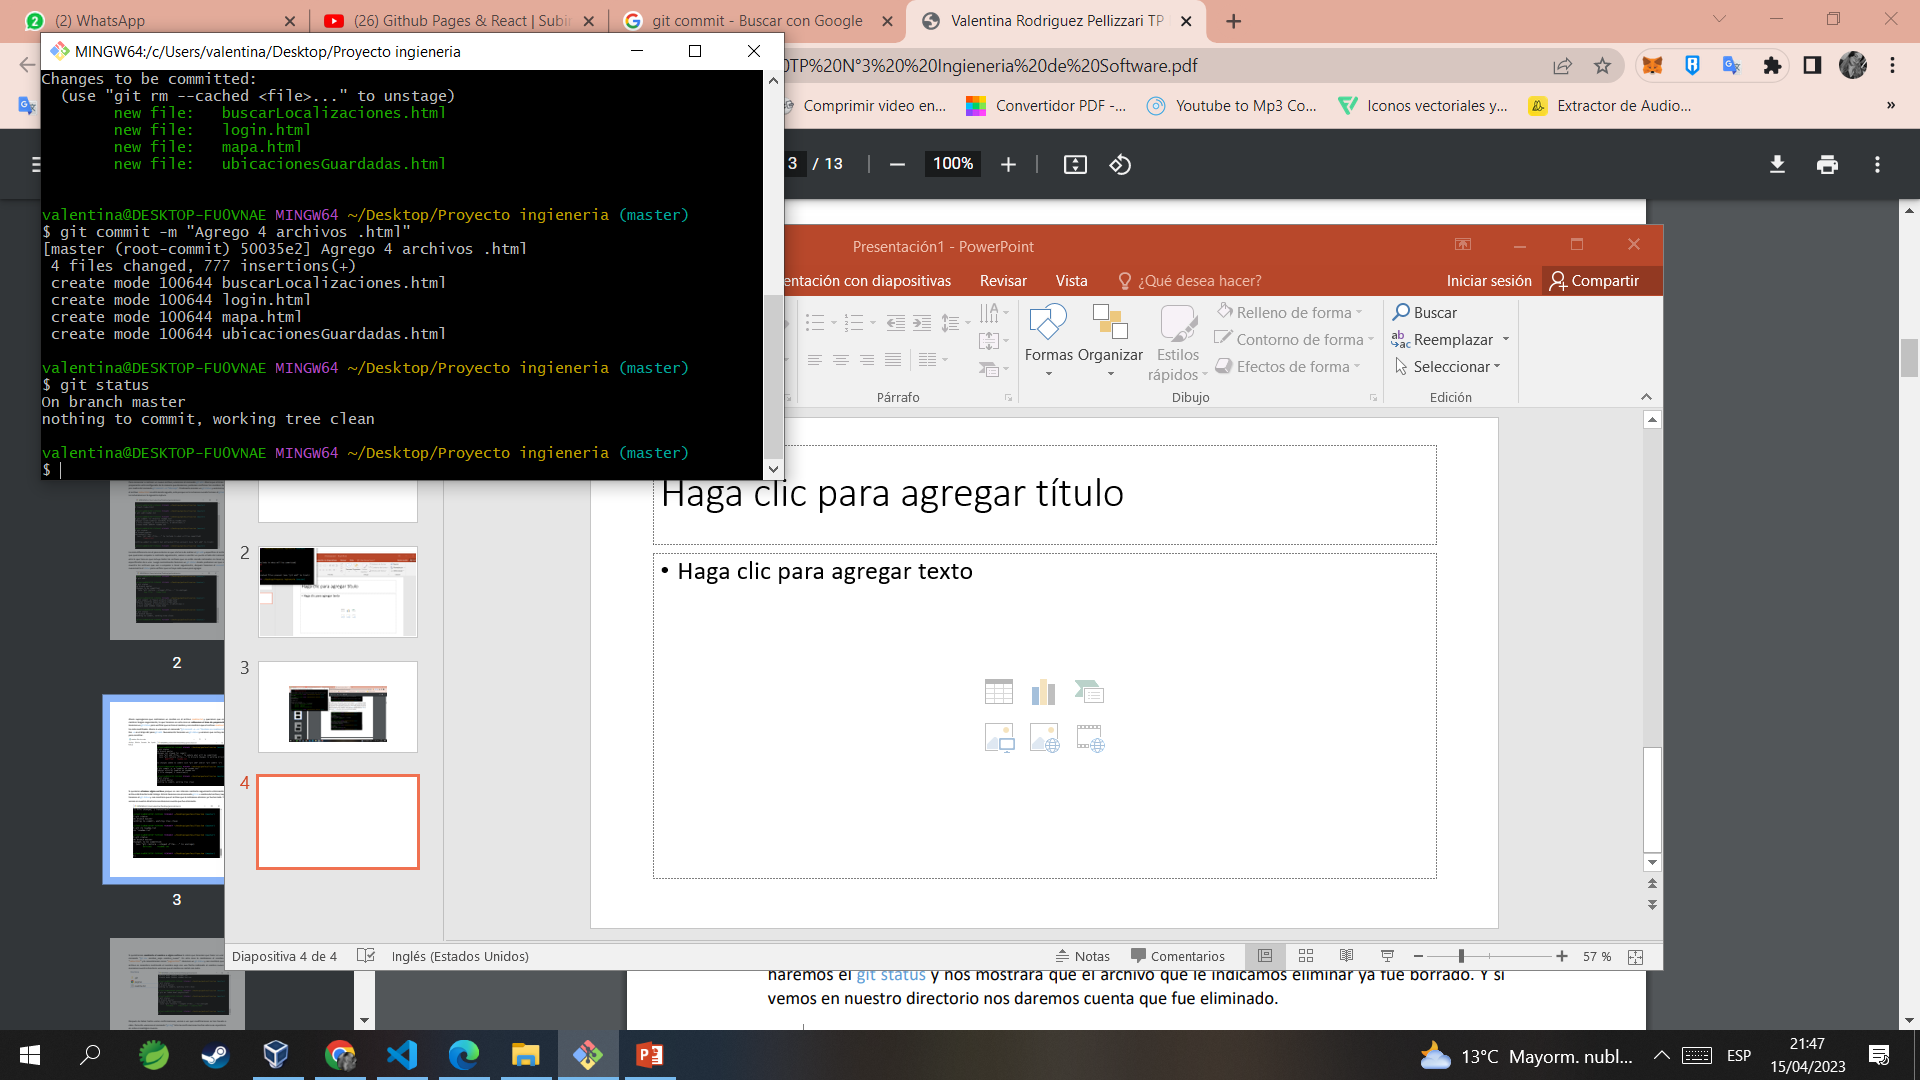 (2) WhatsApp
(26) Github Pages & React | Subir
git commit - Buscar con Google
Valentina Rodriguez Pellizzari TP
MINGW64:/c/Users/valentina/Desktop/Proyecto ingieneria
0TP%20N°3%20%20Ingieneria%20de%20Software.pdf
Comprimir video en...
Convertidor PDF -...
Youtube to Mp3 Co...
Iconos vectoriales y...
Extractor de Audio...
»
3 / 13
100%
Changes to be committed:
(use "git rm --cached <file>..." to unstage)
new file:   buscarLocalizaciones.html
new file:   login.html
new file:   mapa.html
new file:   ubicacionesGuardadas.html
valentina@DESKTOP-FUOVNAE MINGW64 ~/Desktop/Proyecto ingieneria (master)
$ git commit -m "Agrego 4 archivos .html"
[master (root-commit) 50035e2] Agrego 4 archivos .html
4 files changed, 777 insertions(+)
create mode 100644 buscarLocalizaciones.html
create mode 100644 login.html
create mode 100644 mapa.html
create mode 100644 ubicacionesGuardadas.html
valentina@DESKTOP-FUOVNAE MINGW64 ~/Desktop/Proyecto ingieneria (master)
$ git status
On branch master
nothing to commit, working tree clean
valentina@DESKTOP-FUOVNAE MINGW64 ~/Desktop/Proyecto ingieneria (master)
$
Presentación1 - PowerPoint
entación con diapositivas
Revisar
Vista
¿Qué desea hacer?
Iniciar sesión
Compartir
Formas
Organizar
Estilos
rápidos
Relleno de forma
Contorno de forma
Efectos de forma
Buscar
Reemplazar
Seleccionar
Párrafo
Dibujo
Edición
Haga clic para agregar título
• Haga clic para agregar texto
2
3
4
2
3
Diapositiva 4 de 4
Inglés (Estados Unidos)
Notas
Comentarios
57 %
haremos el git status y nos mostrara que el archivo que le indicamos eliminar ya fue borrado. Y si
vemos en nuestro directorio nos daremos cuenta que fue eliminado.
13°C Mayorm. nubl...
ESP
21:47
15/04/2023